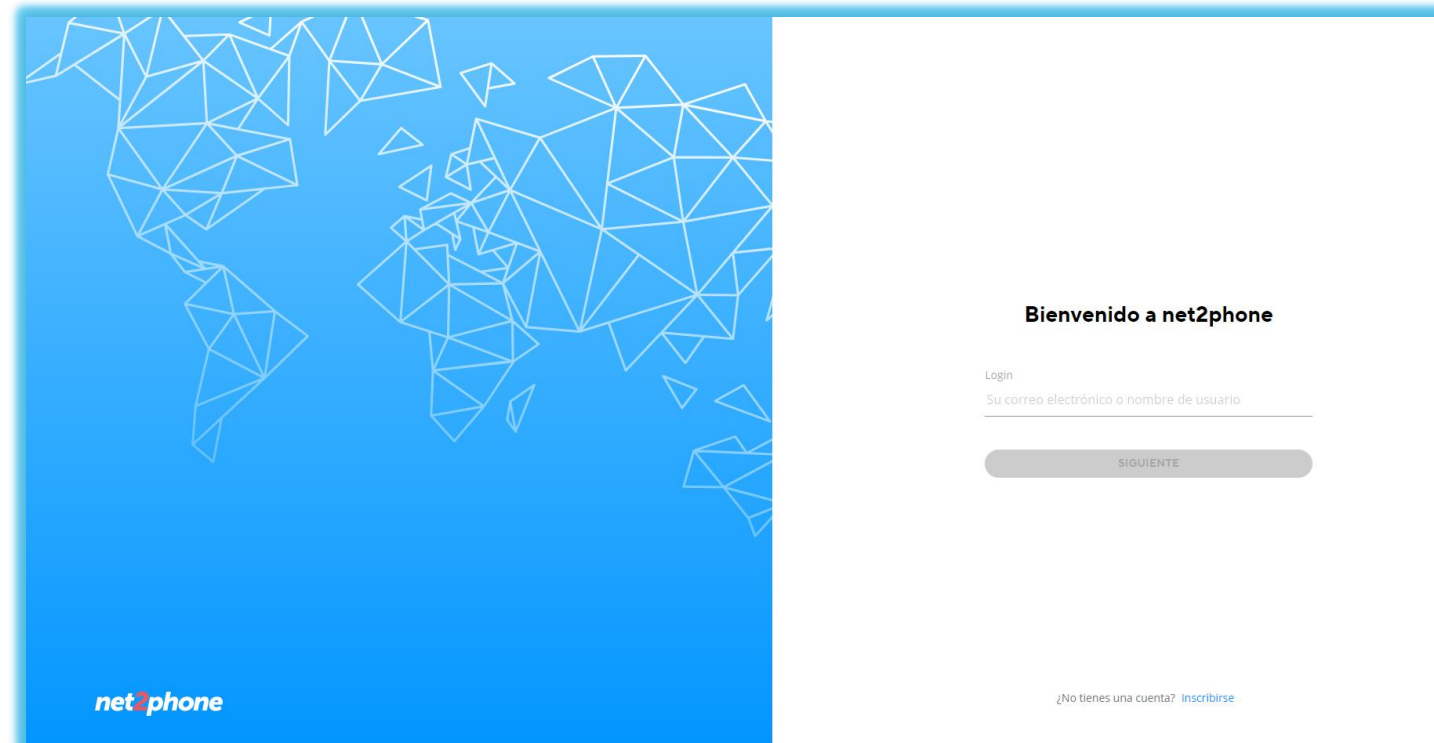 Bienvenido a net2phone
Login
Su correo electrónico o nombre de usuario
SIGUIENTE
net2phone
¿No tienes una cuenta? Inscribirse